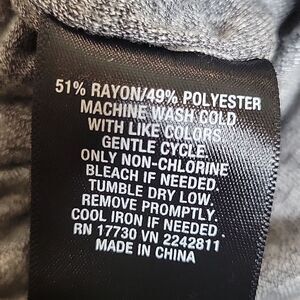 51% RAYON/49% POLYESTER
MACHINE WASH COLD
WITH LIKE COLORS
GENTLE CYCLE.
ONLY NON-CHLORINE
BLEACH IF NEEDED.
TUMBLE DRY LOW.
REMOVE PROMPTLY.
COOL IRON IF NEEDED.
RN 17730 VN 2242811
MADE IN CHINA